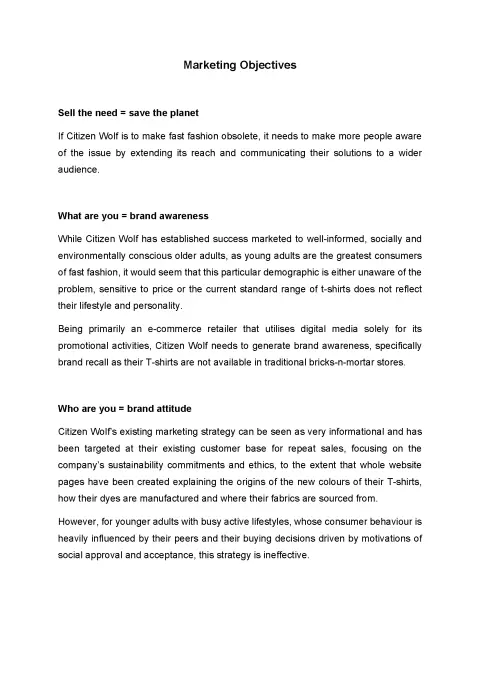 Marketing Objectives
Sell the need = save the planet
If Citizen Wolf is to make fast fashion obsolete, it needs to make more people aware
of the issue by extending its reach and communicating their solutions to a wider
audience.
What are you = brand awareness
While Citizen Wolf has established success marketed to well-informed, socially and
environmentally conscious older adults, as young adults are the greatest consumers
of fast fashion, it would seem that this particular demographic is either unaware of the
problem, sensitive to price or the current standard range of t-shirts does not reflect
their lifestyle and personality.
Being primarily an e-commerce retailer that utilises digital media solely for its
promotional activities, Citizen Wolf needs to generate brand awareness, specifically
brand recall as their T-shirts are not available in traditional bricks-n-mortar stores.
Who are you = brand attitude
Citizen Wolf's existing marketing strategy can be seen as very informational and has
been targeted at their existing customer base for repeat sales, focusing on the
company's sustainability commitments and ethics, to the extent that whole website
pages have been created explaining the origins of the new colours of their T-shirts,
how their dyes are manufactured and where their fabrics are sourced from.
However, for younger adults with busy active lifestyles, whose consumer behaviour is
heavily influenced by their peers and their buying decisions driven by motivations of
social approval and acceptance, this strategy is ineffective.